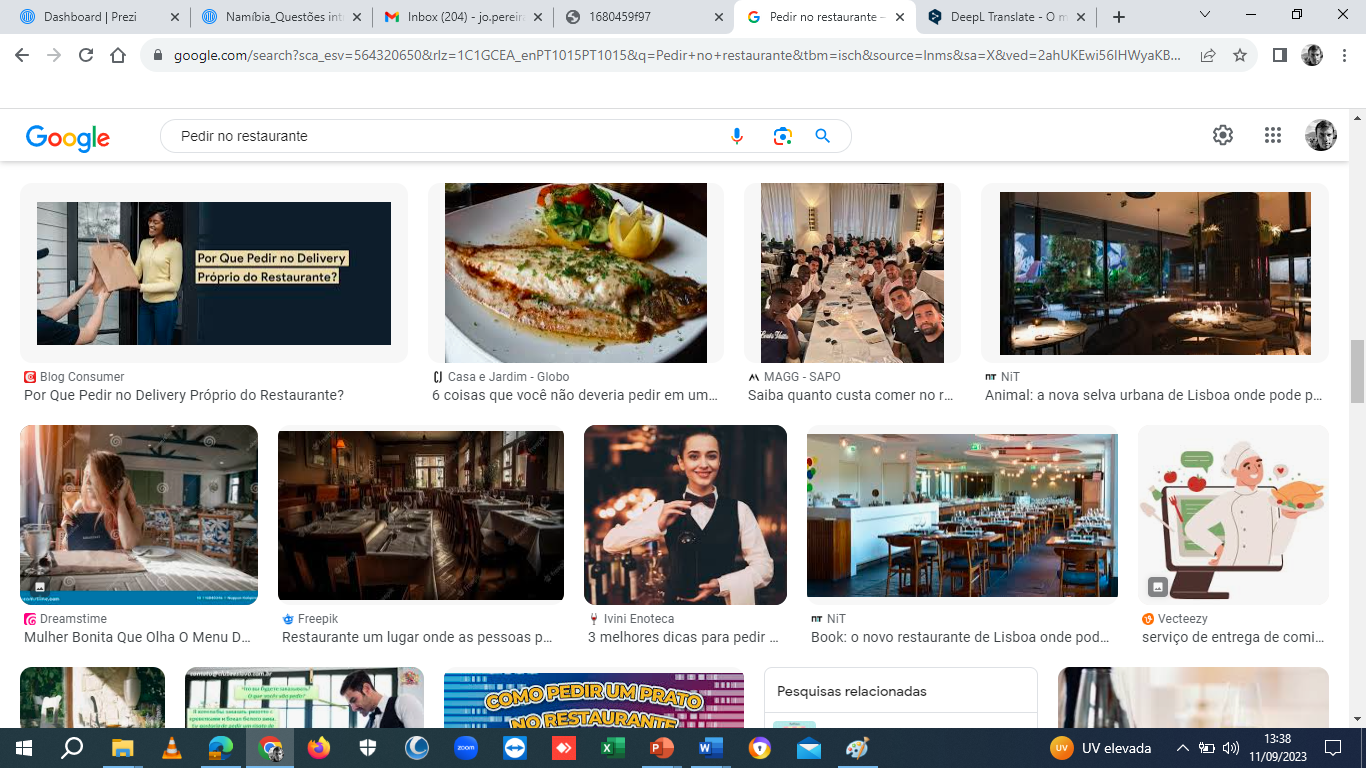 Dashboard | Prezi
Namíbia_Questões int
Inbox (204) - jo.pereira
1680459f97
Pedir no restaurante –
DeepL Translate - O m
google.com/search?sca_esv=564320650&rlz=1C1GCEA_enPT1015PT1015&q=Pedir+no+restaurante&tbm=isch&source=lnms&sa=X&ved=2ahUKEwi56IHWyaKB...
Google
Pedir no restaurante
Por Que Pedir no Delivery
Próprio do Restaurante?
Blog Consumer
Casa e Jardim - Globo
MAGG - SAPO
NiT
Por Que Pedir no Delivery Próprio do Restaurante?
6 coisas que você não deveria pedir em um...
Saiba quanto custa comer no r...
Animal: a nova selva urbana de Lisboa onde pode p...
Dreamstime
Freepik
Ivini Enoteca
NiT
Vecteezy
Mulher Bonita Que Olha O Menu D...
Restaurante um lugar onde as pessoas p...
3 melhores dicas para pedir ...
Book: o novo restaurante de Lisboa onde pod...
serviço de entrega de comi...
COMO PEDIR UM PRATO
NO RESTAURANTE
Pesquisas relacionadas
zoom
UV
UV elevada
13:38
11/09/2023